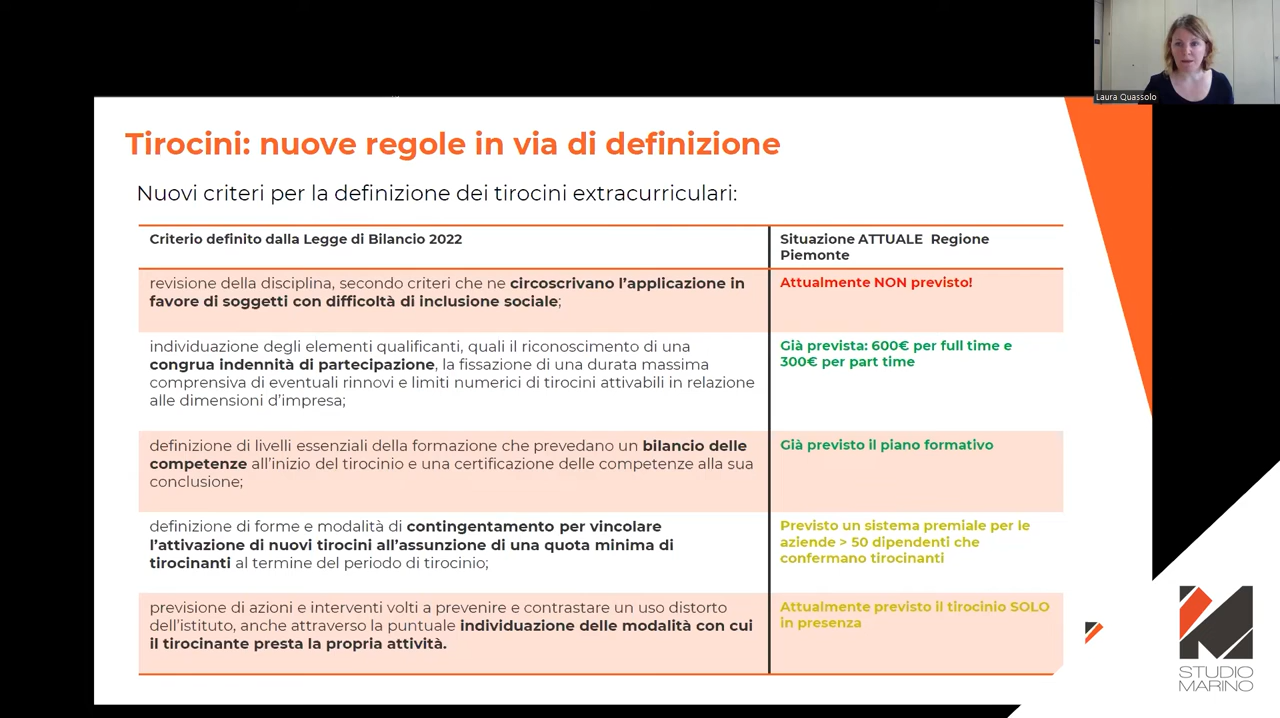 Laura Quassolo
Tirocini: nuove regole in via di definizione
Nuovi criteri per la definizione dei tirocini extracurriculari:
Criterio definito dalla Legge di Bilancio 2022
Situazione ATTUALE Regione
Piemonte
revisione della disciplina, secondo criteri che ne circoscrivano l’applicazione in
favore di soggetti con difficoltà di inclusione sociale;
Attualmente NON previsto!
individuazione degli elementi qualificanti, quali il riconoscimento di una
congrua indennità di partecipazione, la fissazione di una durata massima
comprensiva di eventuali rinnovi e limiti numerici di tirocini attivabili in relazione
alle dimensioni d’impresa;
Già prevista: 600€ per full time e
300€ per part time
definizione di livelli essenziali della formazione che prevedano un bilancio delle
competenze all’inizio del tirocinio e una certificazione delle competenze alla sua
conclusione;
Già previsto il piano formativo
definizione di forme e modalità di contingentamento per vincolare
l’attivazione di nuovi tirocini all’assunzione di una quota minima di
tirocinanti al termine del periodo di tirocinio;
Previsto un sistema premiale per le
aziende > 50 dipendenti che
confermano tirocinanti
previsione di azioni e interventi volti a prevenire e contrastare un uso distorto
dell’istituto, anche attraverso la puntuale individuazione delle modalità con cui
il tirocinante presta la propria attività.
Attualmente previsto il tirocinio SOLO
in presenza
STUDIO
MARINO